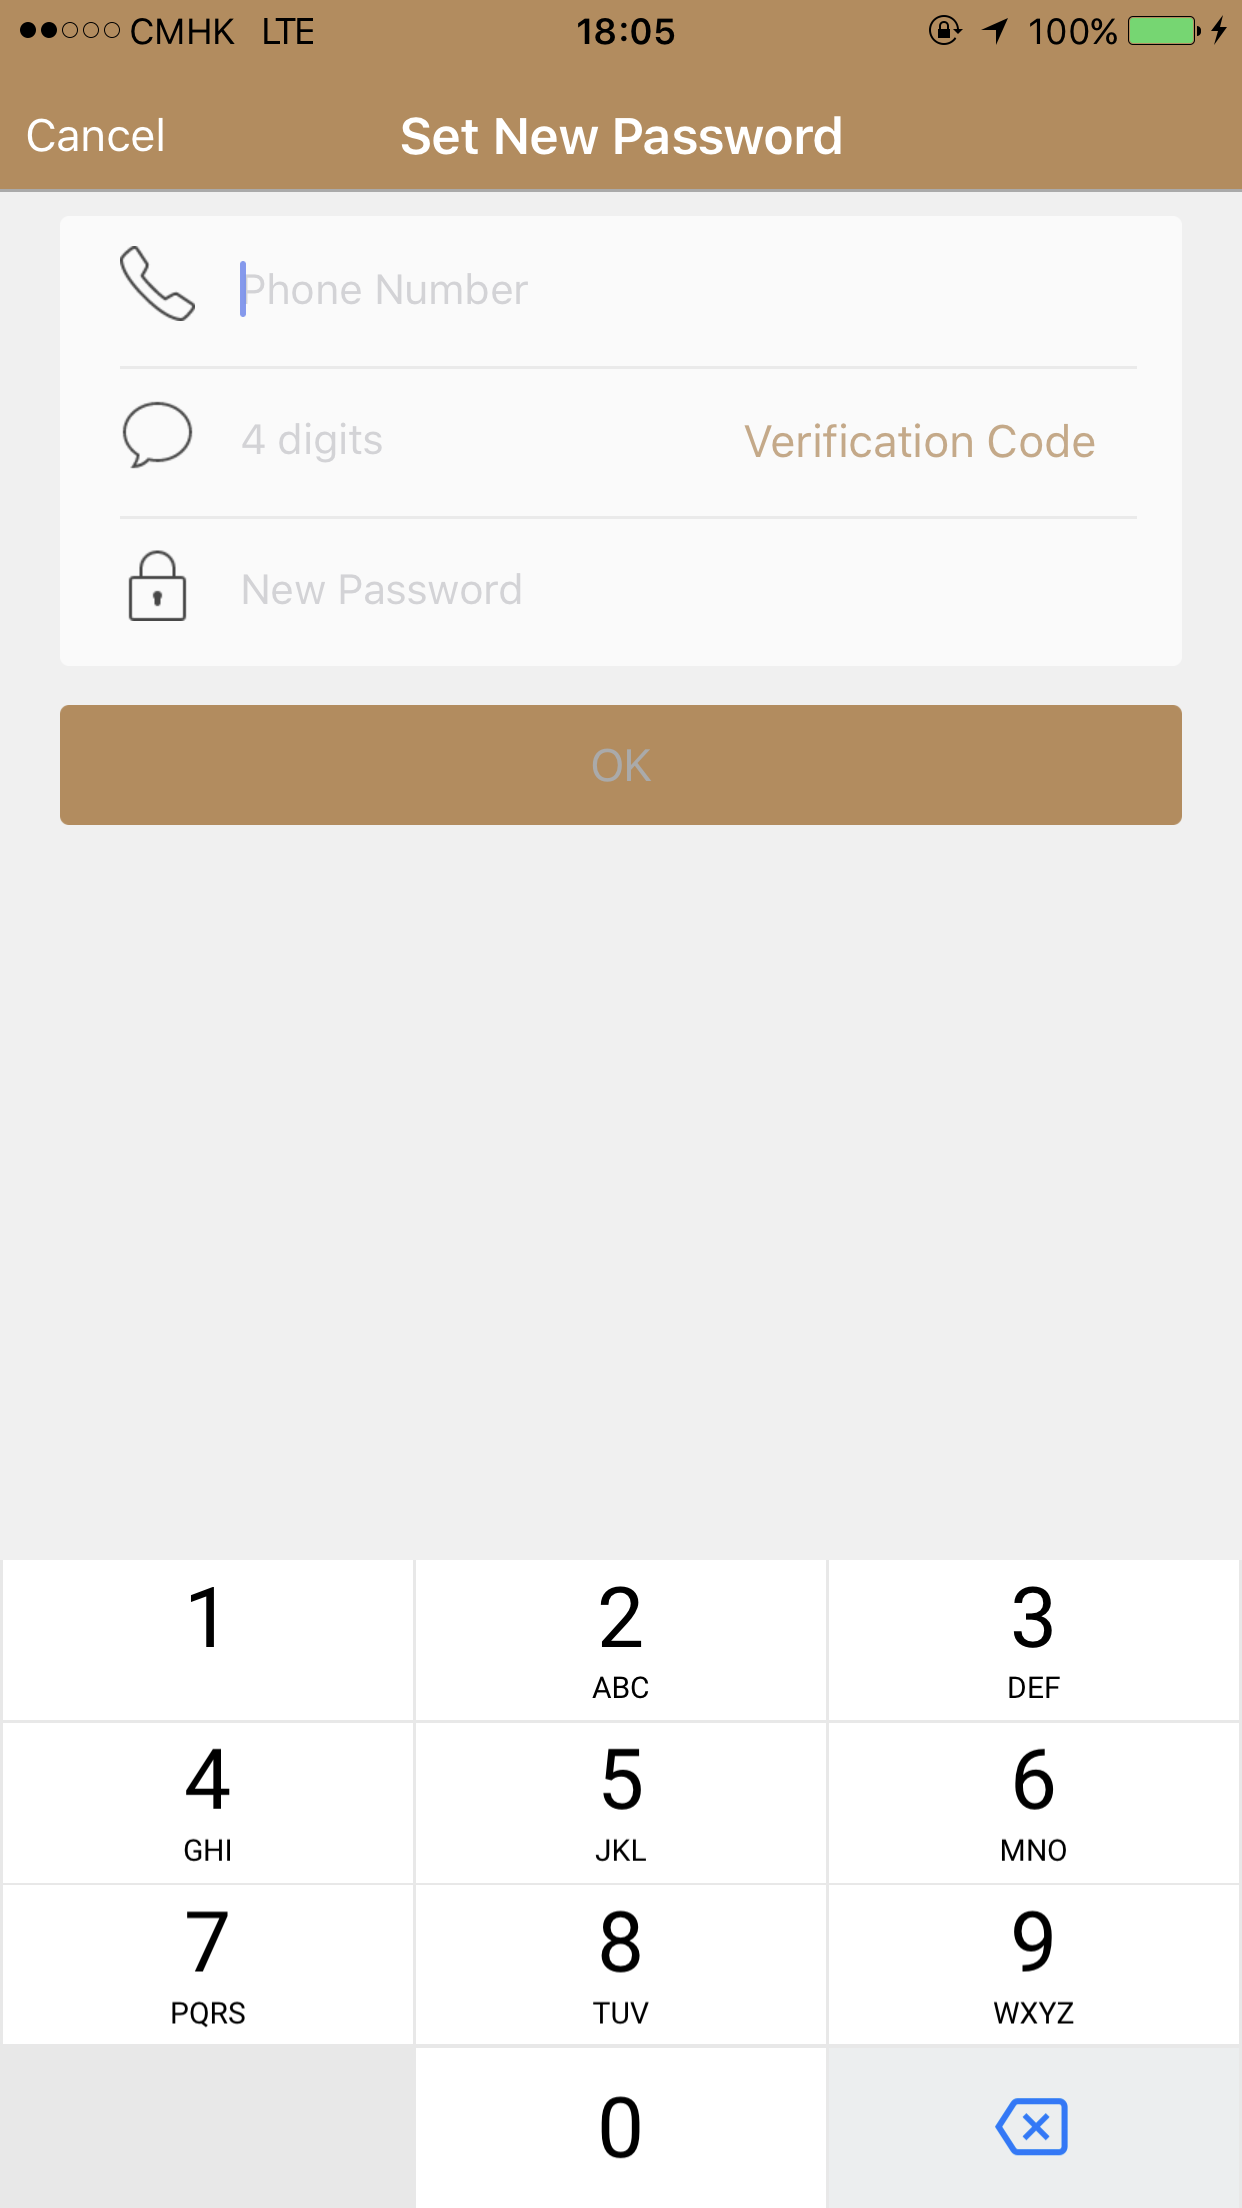 CMHK LTE 18:05 100%
Cancel Set New Password
Phone Number
4 digits Verification Code
New Password
OK
1 2 3
ABC DEF
4 5 6
GHI JKL MNO
7 8 9
PQRS TUV WXYZ
0